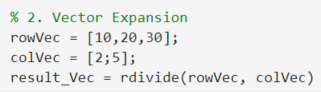 % 2. Vector Expansion
rowVec = [10,20,30];
colVec = [2;5];
result_Vec = rdivide(rowVec, colVec)